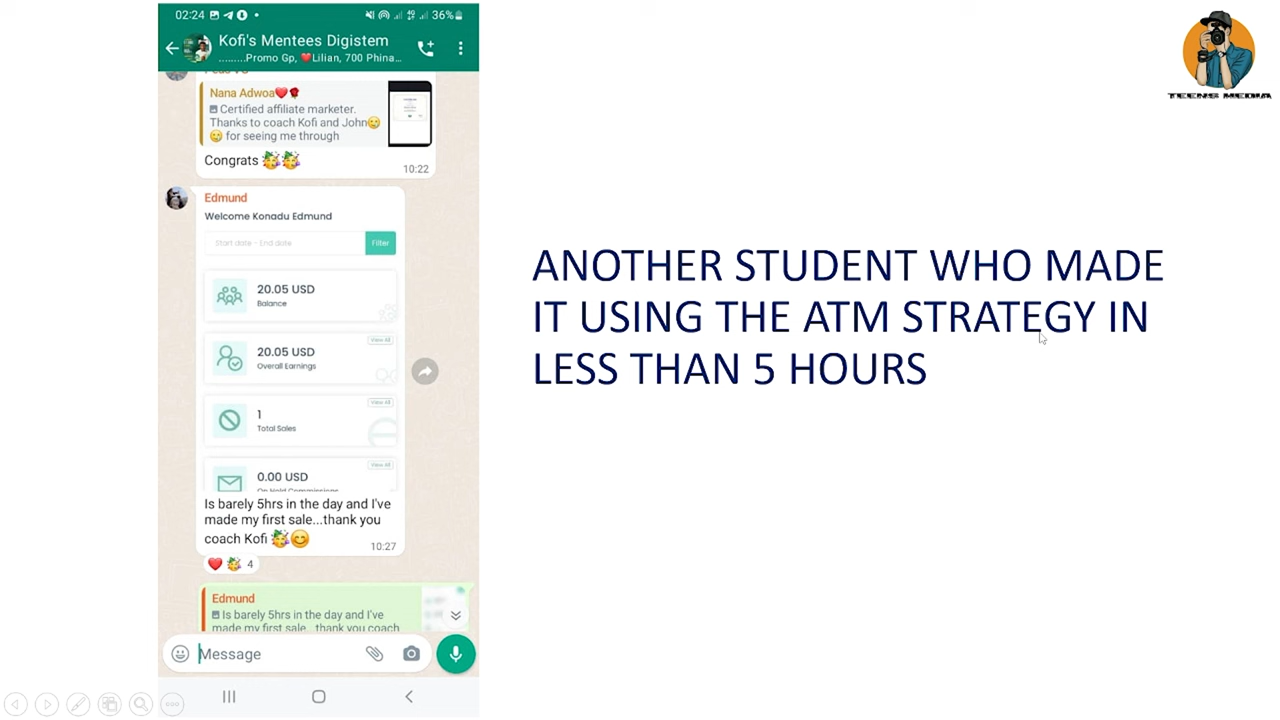 02:24
36%
Kofi's Mentees Digistem
.........Promo Gp, ❤️Lilian, 700 Phina...
Nana Adwoa❤️🌹
Certified affiliate marketer.
Thanks to coach Kofi and John🥲
🥲 for seeing me through
Congrats 🥳🥳
10:22
Edmund
Welcome Konadu Edmund
Start date - End date
Filter
20.05 USD
Balance
View All
20.05 USD
Overall Earnings
View All
1
Total Sales
View All
0.00 USD
On Hold Commissions
Is barely 5hrs in the day and I've
made my first sale...thank you
coach Kofi 🥳😊
10:27
❤️ 🥳 4
Edmund
Is barely 5hrs in the day and I've
made my first sale...thank you coach
Message
ANOTHER STUDENT WHO MADE
IT USING THE ATM STRATEGY IN
LESS THAN 5 HOURS
TEENS MEDIA